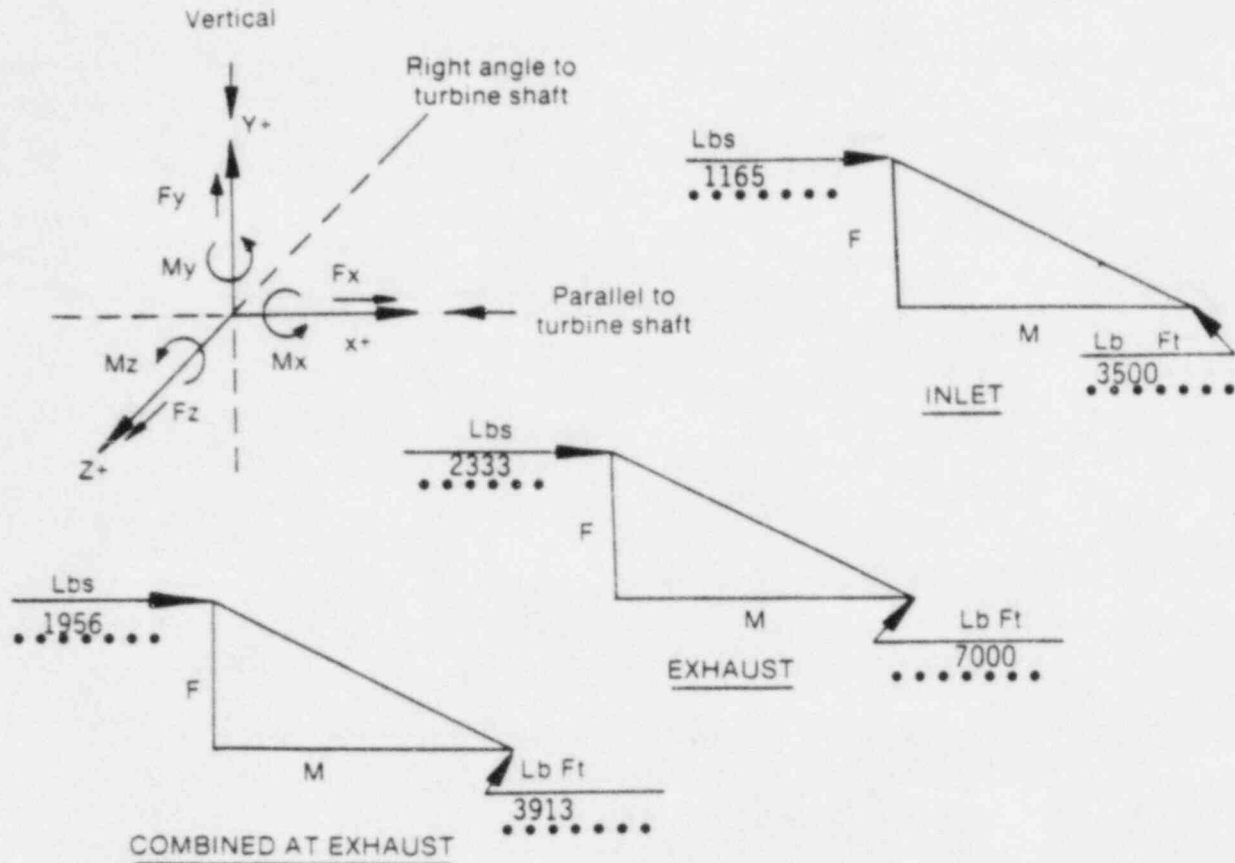 Vertical
Right angle to
turbine shaft
Y+
Fy
My
Fx
Parallel to
turbine shaft
x+
Mx
Mz
Fz
Z+
Lbs
1165
F
M
Lb Ft
3500
INLET
Lbs
2333
F
M
Lb Ft
7000
EXHAUST
Lbs
1956
F
M
Lb Ft
3913
COMBINED AT EXHAUST